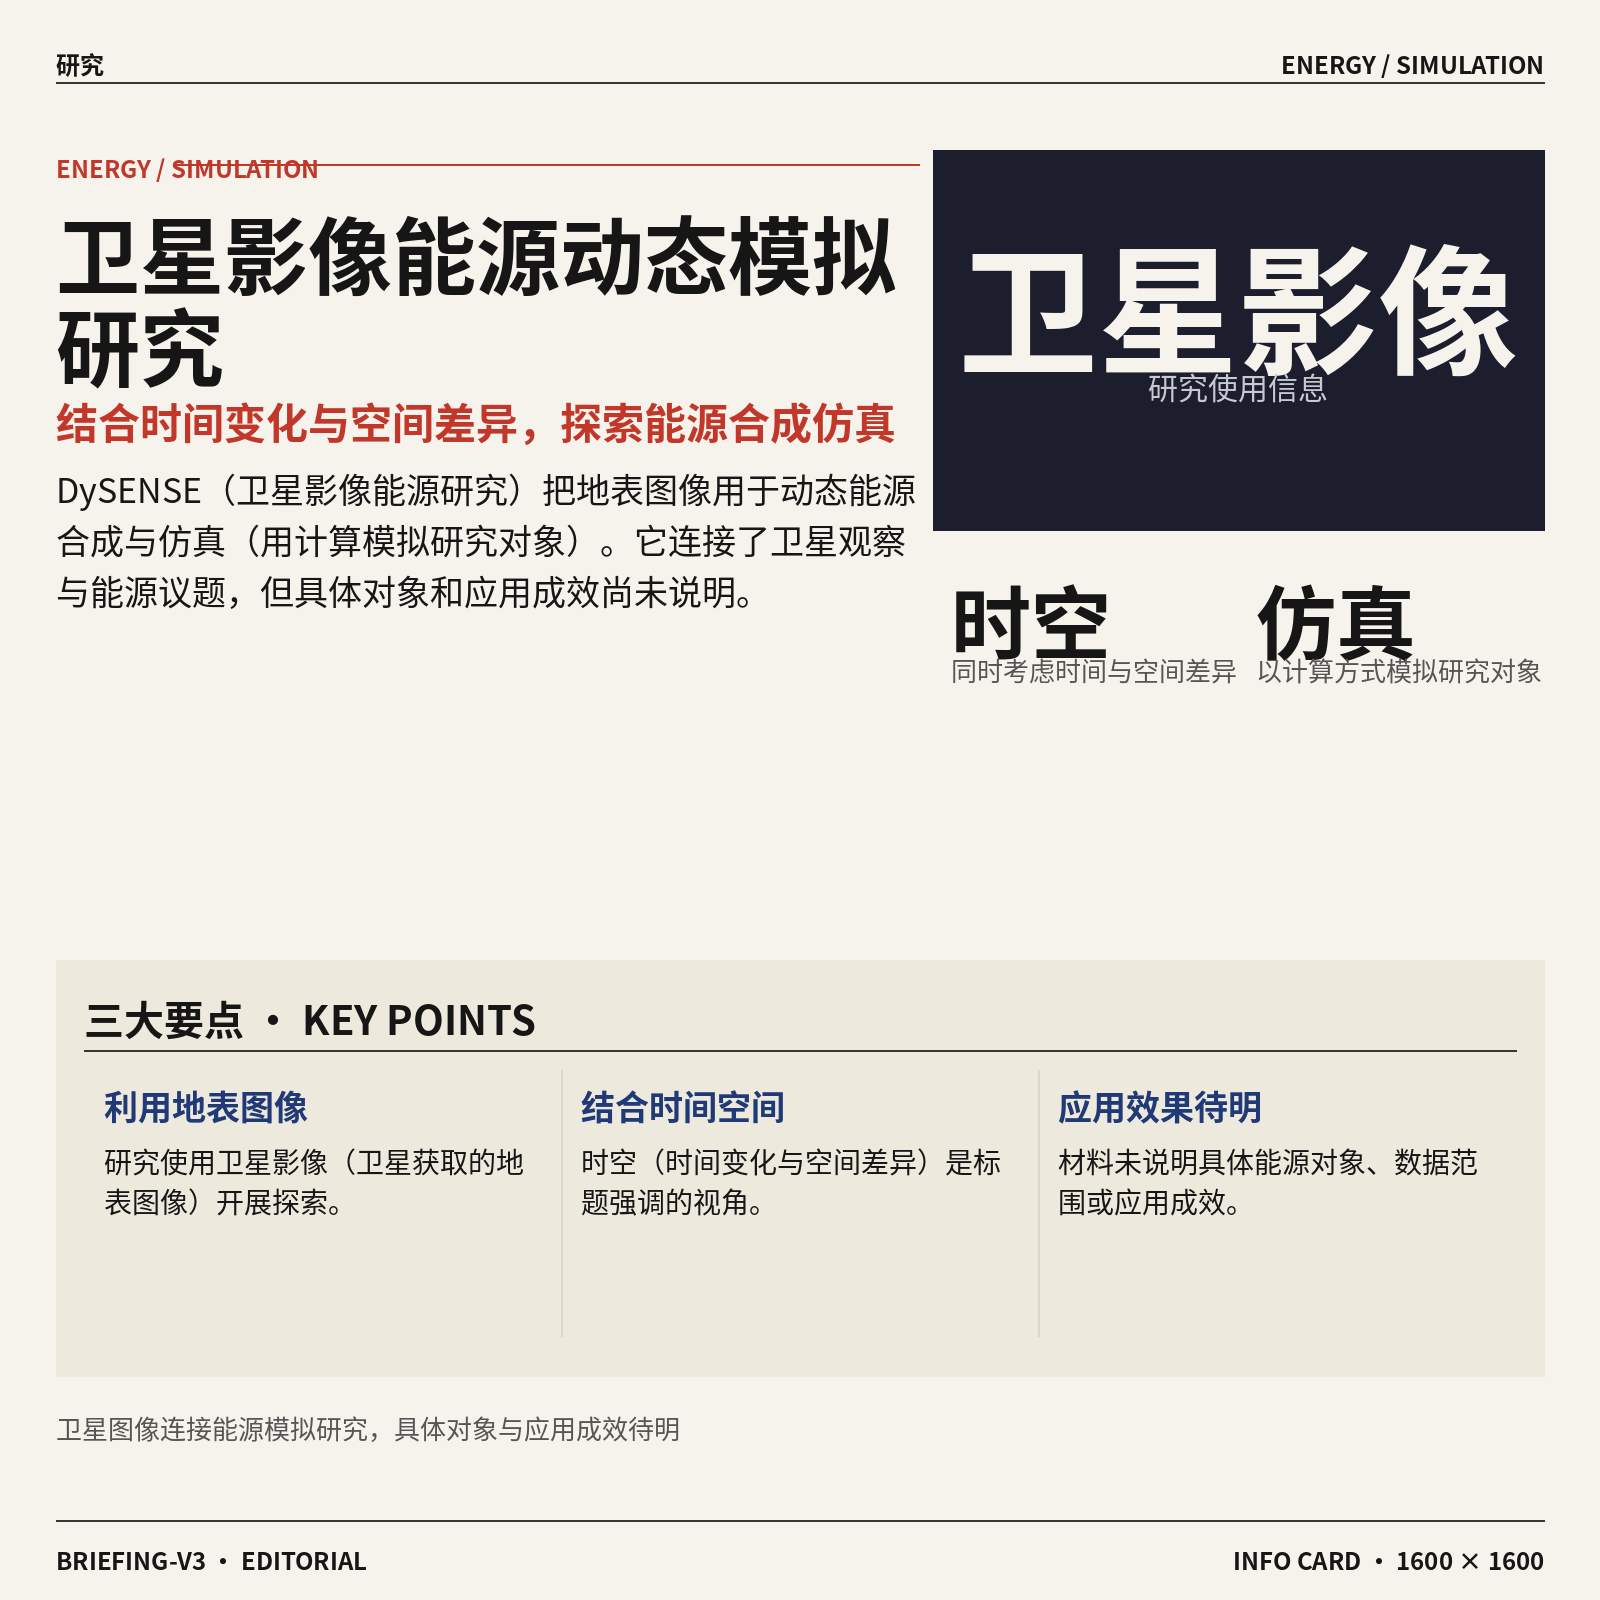 研究
ENERGY / SIMULATION
ENERGY / SIMULATION
卫星影像能源动态模拟
研究
结合时间变化与空间差异，探索能源合成仿真
DySENSE（卫星影像能源研究）把地表图像用于动态能源
合成与仿真（用计算模拟研究对象）。它连接了卫星观察
与能源议题，但具体对象和应用成效尚未说明。
卫星影像
研究使用信息
时空
同时考虑时间与空间差异
仿真
以计算方式模拟研究对象
三大要点 • KEY POINTS
利用地表图像
研究使用卫星影像（卫星获取的地
表图像）开展探索。
结合时间空间
时空（时间变化与空间差异）是标
题强调的视角。
应用效果待明
材料未说明具体能源对象、数据范
围或应用成效。
卫星图像连接能源模拟研究，具体对象与应用成效待明
BRIEFING-V3 • EDITORIAL
INFO CARD • 1600 × 1600